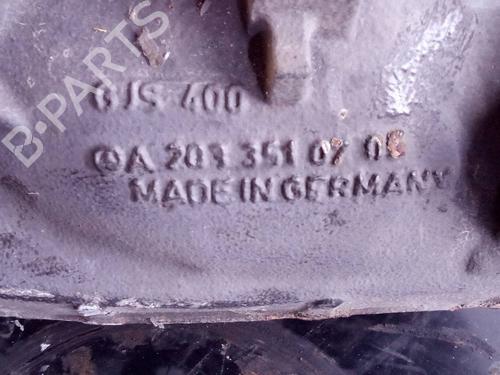 B-PARTS
GJS-400
A 203 351 07 08
MADE IN GERMANY